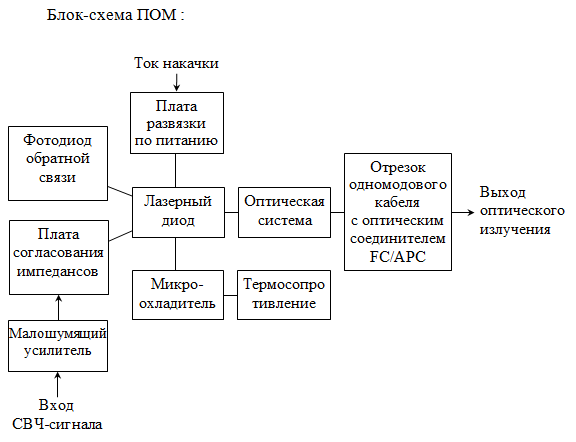 Блок-схема ПОМ :
Ток накачки
Плата
развязки
по питанию
Фотодиод
обратной
связи
Лазерный
диод
Оптическая
система
Отрезок
одномодового
кабеля
с оптическим
соединителем
FC/APC
Выход
оптического
излучения
Плата
согласования
импедансов
Микро-
охладитель
Термосопро
тивление
Малошумящий
усилитель
Вход
СВЧ-сигнала